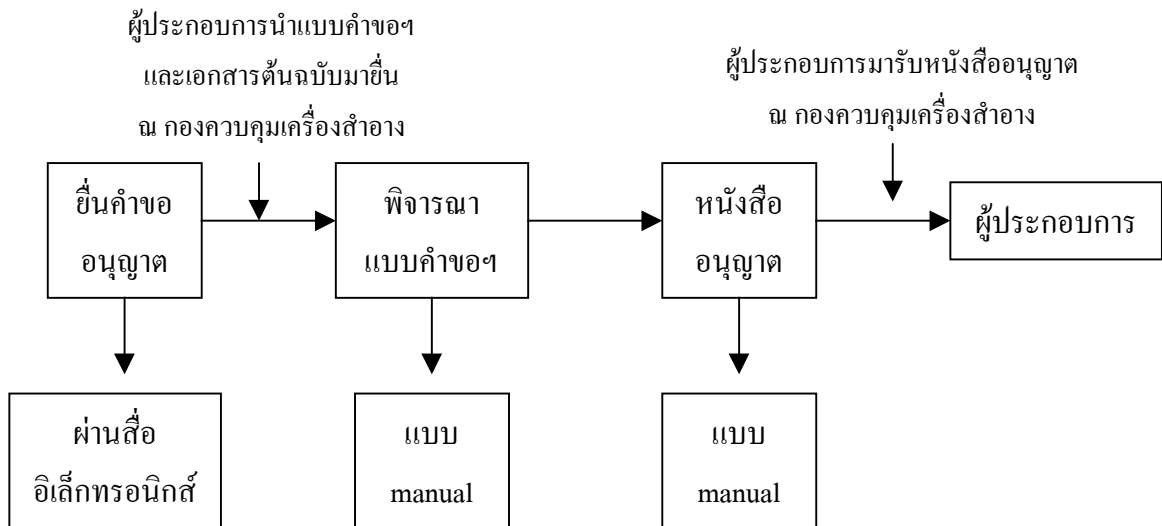 ผู้ประกอบการนำแบบคำขอฯ
และเอกสารต้นฉบับมายื่น
ณ กองควบคุมเครื่องสำอาง
ผู้ประกอบการมารับหนังสืออนุญาต
ณ กองควบคุมเครื่องสำอาง
ยื่นคำขอ
อนุญาต
พิจารณา
แบบคำขอฯ
หนังสือ
อนุญาต
ผู้ประกอบการ
ผ่านสื่อ
อิเล็กทรอนิกส์
แบบ
manual
แบบ
manual